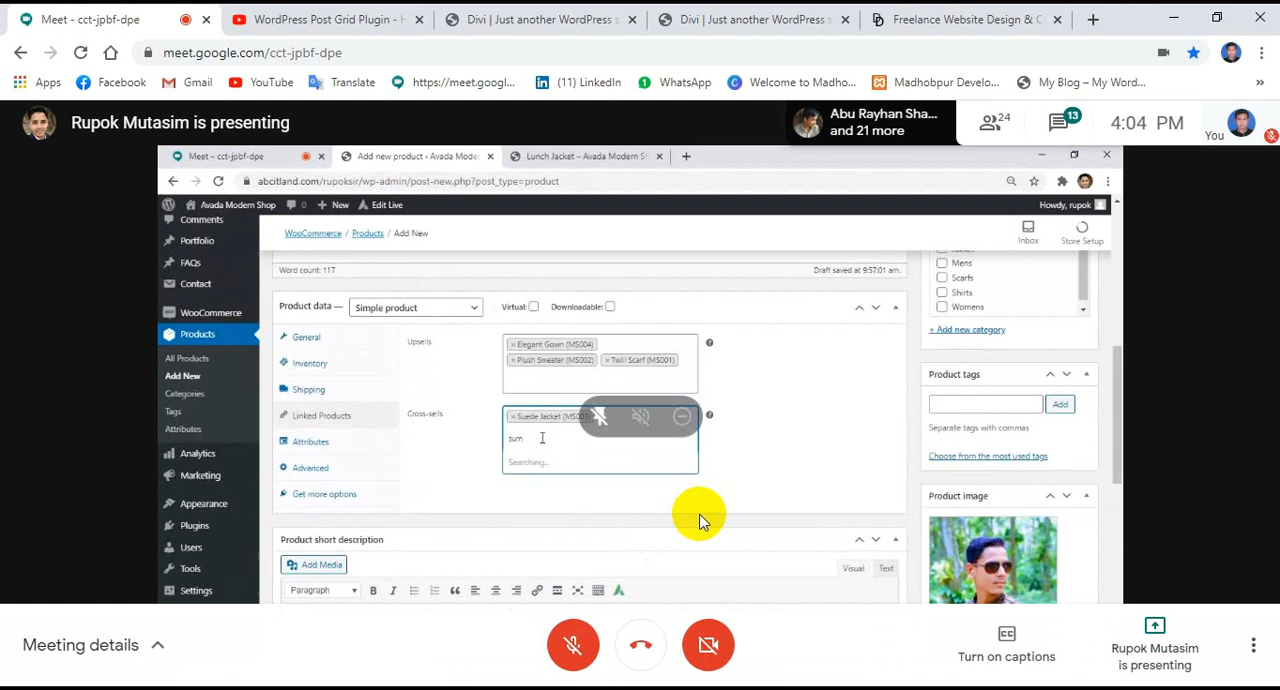 Meet - cct-jpbf-dpe
WordPress Post Grid Plugin - H
Divi | Just another WordPress s
Divi | Just another WordPress s
Freelance Website Design & C
meet.google.com/cct-jpbf-dpe
Apps
Facebook
Gmail
YouTube
Translate
https://meet.googl...
(11) LinkedIn
WhatsApp
Welcome to Madho...
Madhobpur Develo...
My Blog – My Word...
»
Rupok Mutasim is presenting
Abu Rayhan Sha...
and 21 more
24
13
4:04 PM
You
Meet – cct-jpbf-dpe
Add new product ‹ Avada Mode
Lunch Jacket – Avada Modern Sh
abcitland.com/rupoksir/wp-admin/post-new.php?post_type=product
Avada Modern Shop
0
New
Edit Live
Howdy, rupok
Comments
Portfolio
FAQs
Contact
WooCommerce
Products
All Products
Add New
Categories
Tags
Attributes
Analytics
Marketing
Appearance
Plugins
Users
Tools
Settings
WooCommerce / Products / Add New
Inbox
Store Setup
Word count: 117
Draft saved at 9:57:01 am.
Product data —
Simple product
Virtual:
Downloadable:
General
Inventory
Shipping
Linked Products
Attributes
Advanced
Get more options
Upsells
× Elegant Gown (MS004)
× Plush Sweater (MS002)
× Twill Scarf (MS001)
Cross-sells
× Suede Jacket (MS003)
sum
Searching...
Product short description
Add Media
Visual
Text
Paragraph
B
I
Mens
Scarfs
Shirts
Womens
+ Add new category
Product tags
Add
Separate tags with commas
Choose from the most used tags
Product image
Meeting details
Turn on captions
Rupok Mutasim
is presenting